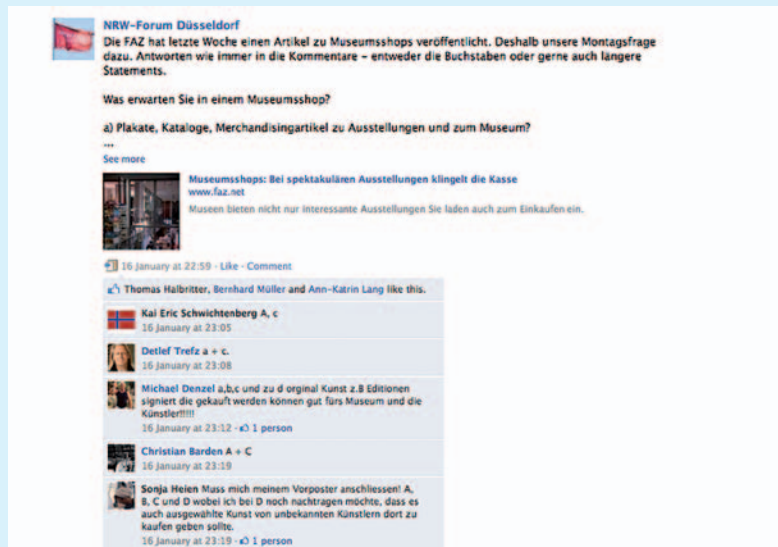 NRW-Forum Düsseldorf
Die FAZ hat letzte Woche einen Artikel zu Museumsshops veröffentlicht. Deshalb unsere Montagsfrage
dazu. Antworten wie immer in die Kommentare – entweder die Buchstaben oder gerne auch längere
Statements.
Was erwarten Sie in einem Museumsshop?
a) Plakate, Kataloge, Merchandisingartikel zu Ausstellungen und zum Museum?
...
See more
Museumsshops: Bei spektakulären Ausstellungen klingelt die Kasse
www.faz.net
Museen bieten nicht nur interessante Ausstellungen Sie laden auch zum Einkaufen ein.
16 January at 22:59 · Like · Comment
Thomas Halbritter, Bernhard Müller and Ann-Katrin Lang like this.
Kai Eric Schwichtenberg A, c
16 January at 23:05
Detlef Trefz a + c.
16 January at 23:08
Michael Denzel a,b,c und zu d orginal Kunst z.B Editionen
signiert die gekauft werden können gut fürs Museum und die
Künstler!!!!!
16 January at 23:12 · 1 person
Christian Barden A + C
16 January at 23:19
Sonja Heien Muss mich meinem Vorposter anschliessen! A,
B, C und D wobei ich bei D noch nachtragen möchte, dass es
auch ausgewählte Kunst von unbekannten Künstlern dort zu
kaufen geben sollte.
16 January at 23:19 · 1 person